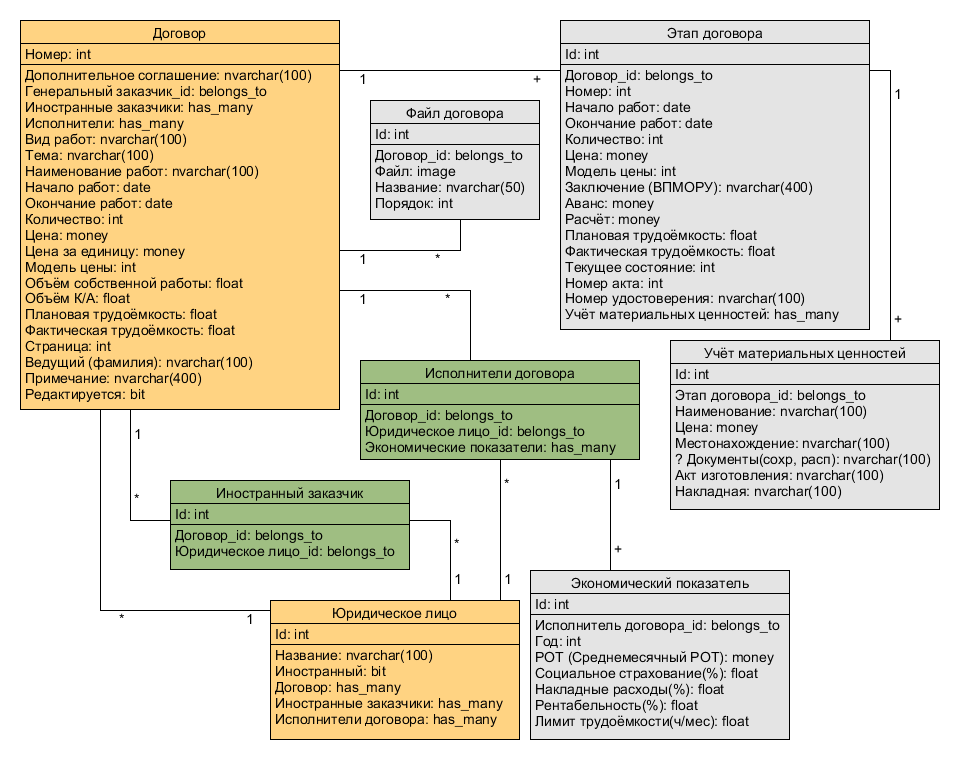 Договор
Номер: int
Дополнительное соглашение: nvarchar(100)
Генеральный заказчик_id: belongs_to
Иностранные заказчики: has_many
Исполнители: has_many
Вид работ: nvarchar(100)
Тема: nvarchar(100)
Наименование работ: nvarchar(100)
Начало работ: date
Окончание работ: date
Количество: int
Цена: money
Цена за единицу: money
Модель цены: int
Объём собственной работы: float
Объём К/А: float
Плановая трудоёмкость: float
Фактическая трудоёмкость: float
Страница: int
Ведущий (фамилия): nvarchar(100)
Примечание: nvarchar(400)
Редактируется: bit
1
+
Файл договора
Id: int
Договор_id: belongs_to
Файл: image
Название: nvarchar(50)
Порядок: int
1
*
1
*
Этап договора
Id: int
Договор_id: belongs_to
Номер: int
Начало работ: date
Окончание работ: date
Количество: int
Цена: money
Модель цены: int
Заключение (ВПМОРУ): nvarchar(400)
Аванс: money
Расчёт: money
Плановая трудоёмкость: float
Фактическая трудоёмкость: float
Текущее состояние: int
Номер акта: int
Номер удостоверения: nvarchar(100)
Учёт материальных ценностей: has_many
1
+
Учёт материальных ценностей
Id: int
Этап договора_id: belongs_to
Наименование: nvarchar(100)
Цена: money
Местонахождение: nvarchar(100)
? Документы(сохр, расп): nvarchar(100)
Акт изготовления: nvarchar(100)
Накладная: nvarchar(100)
Исполнители договора
Id: int
Договор_id: belongs_to
Юридическое лицо_id: belongs_to
Экономические показатели: has_many
1
*
Иностранный заказчик
Id: int
Договор_id: belongs_to
Юридическое лицо_id: belongs_to
*
1
*
1
1
+
*
1
Юридическое лицо
Id: int
Название: nvarchar(100)
Иностранный: bit
Договор: has_many
Иностранные заказчики: has_many
Исполнители договора: has_many
Экономический показатель
Id: int
Исполнитель договора_id: belongs_to
Год: int
РОТ (Среднемесячный РОТ): money
Социальное страхование(%): float
Накладные расходы(%): float
Рентабельность(%): float
Лимит трудоёмкости(ч/мес): float